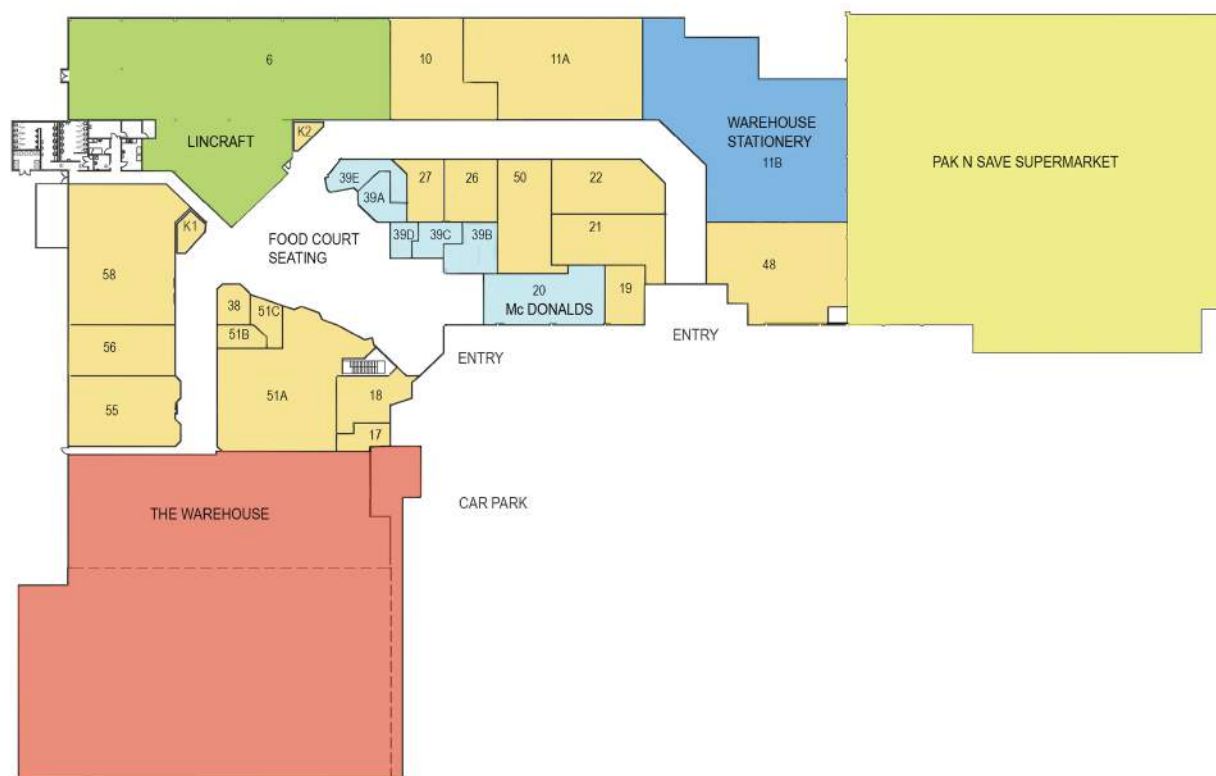 6
10
11A
LINCRAFT
K2
WAREHOUSE
STATIONERY
11B
PAK N SAVE SUPERMARKET
39E
39A
27
26
50
22
K1
39D
39C
39B
21
FOOD COURT
SEATING
58
48
38
51C
51B
20
Mc DONALDS
19
56
ENTRY
ENTRY
55
51A
18
17
THE WAREHOUSE
CAR PARK